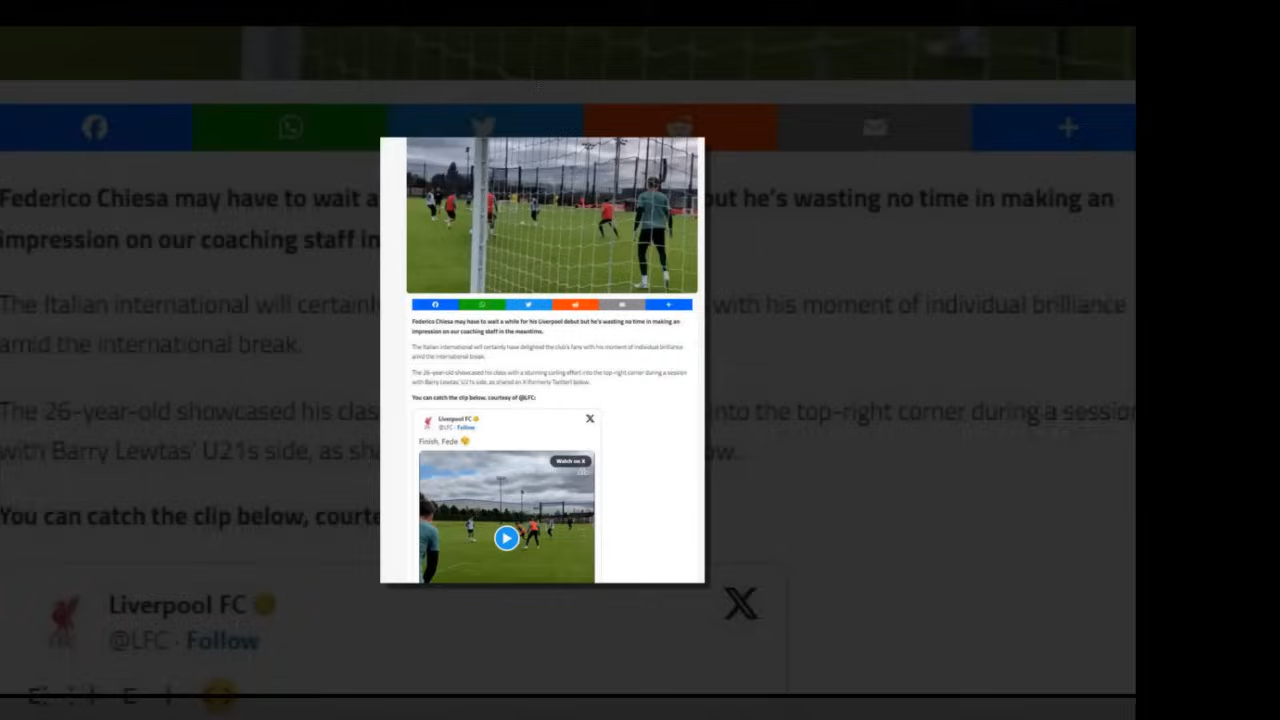 Federico Chiesa may have to wait a
but he's wasting no time in making an
impression on our coaching staff in
The Italian international will certainl
with his moment of individual brilliance
amid the international break.
The 26-year-old showcased his clas
into the top-right corner during a session
with Barry Lewtas' U21s side, as sha
You can catch the clip below, courte
Liverpool FC
@LFC · Follow
Federico Chiesa may have to wait a while for his Liverpool debut but he's wasting no time in making an
impression on our coaching staff in the meantime.
The Italian international will certainly have delighted the club's fans with his moment of individual brilliance
amid the international break.
The 26-year-old showcased his class with a stunning curling effort into the top-right corner during a session
with Barry Lewtas' U21s side, as shared on X (formerly Twitter) below.
You can catch the clip below, courtesy of @LFC:
Liverpool FC
@LFC · Follow
Finish, Fede
Watch on X